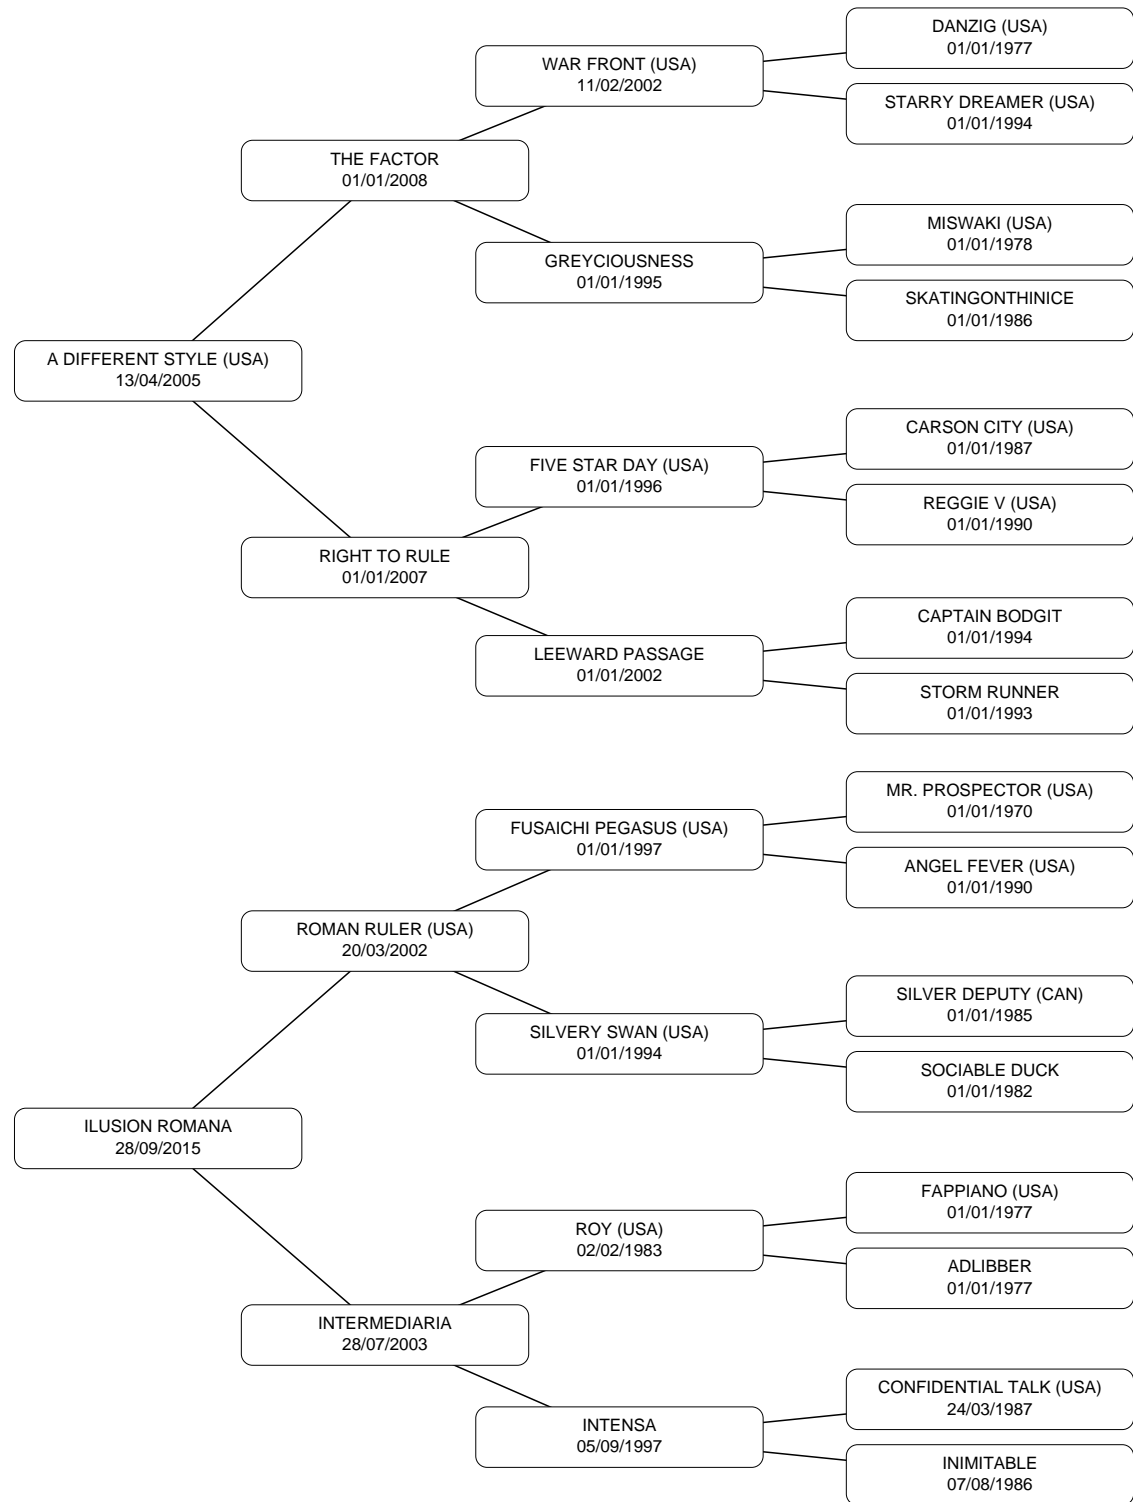 DANZIG (USA)
01/01/1977
WAR FRONT (USA)
11/02/2002
STARRY DREAMER (USA)
01/01/1994
THE FACTOR
01/01/2008
MISWAKI (USA)
01/01/1978
GREYCIOUSNESS
01/01/1995
SKATINGONTHINICE
01/01/1986
A DIFFERENT STYLE (USA)
13/04/2005
CARSON CITY (USA)
01/01/1987
FIVE STAR DAY (USA)
01/01/1996
REGGIE V (USA)
01/01/1990
RIGHT TO RULE
01/01/2007
CAPTAIN BODGIT
01/01/1994
LEEWARD PASSAGE
01/01/2002
STORM RUNNER
01/01/1993
MR. PROSPECTOR (USA)
01/01/1970
FUSAICHI PEGASUS (USA)
01/01/1997
ANGEL FEVER (USA)
01/01/1990
ROMAN RULER (USA)
20/03/2002
SILVER DEPUTY (CAN)
01/01/1985
SILVERY SWAN (USA)
01/01/1994
SOCIABLE DUCK
01/01/1982
ILUSION ROMANA
28/09/2015
FAPPIANO (USA)
01/01/1977
ROY (USA)
02/02/1983
ADLIBBER
01/01/1977
INTERMEDIARIA
28/07/2003
CONFIDENTIAL TALK (USA)
24/03/1987
INTENSA
05/09/1997
INIMITABLE
07/08/1986